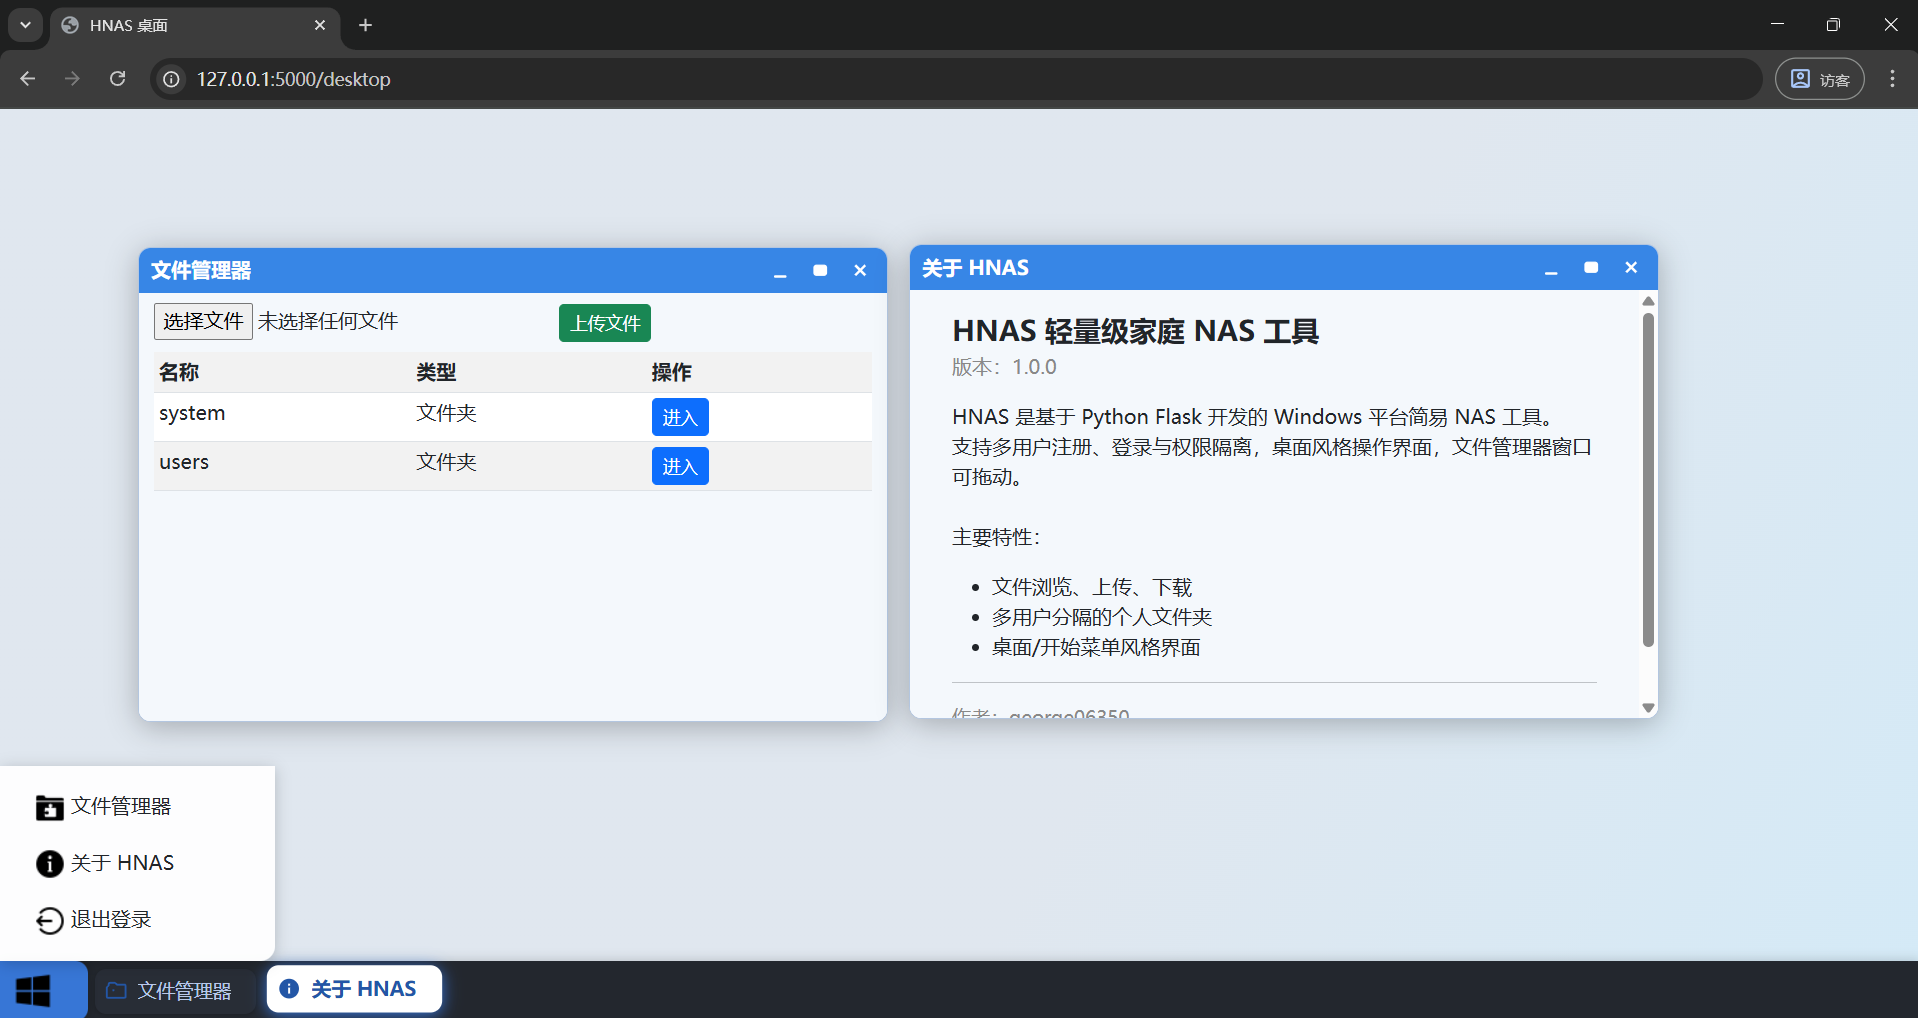 HNAS 桌面
127.0.0.1:5000/desktop
访客
文件管理器
选择文件 未选择任何文件 上传文件
名称 类型 操作
system 文件夹 进入
users 文件夹 进入
关于 HNAS
HNAS 轻量级家庭 NAS 工具
版本：1.0.0
HNAS 是基于 Python Flask 开发的 Windows 平台简易 NAS 工具。
支持多用户注册、登录与权限隔离，桌面风格操作界面，文件管理器窗口
可拖动。
主要特性：
文件浏览、上传、下载
多用户分隔的个人文件夹
桌面/开始菜单风格界面
作者：george06350
文件管理器
关于 HNAS
退出登录
文件管理器 关于 HNAS